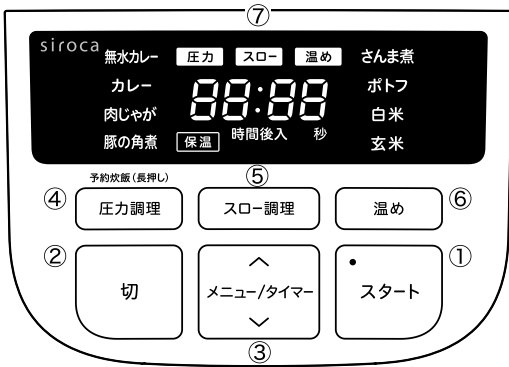 ⑦
siroca
無水カレー 圧力 スロー 温め さんま煮
カレー 88:88 ポトフ
肉じゃが 白米
豚の角煮 保温 時間後入 秒 玄米
予約炊飯(長押し) ⑤
④ 圧力調理 スロー調理 温め ⑥
② ①
切 メニュー/タイマー スタート
③